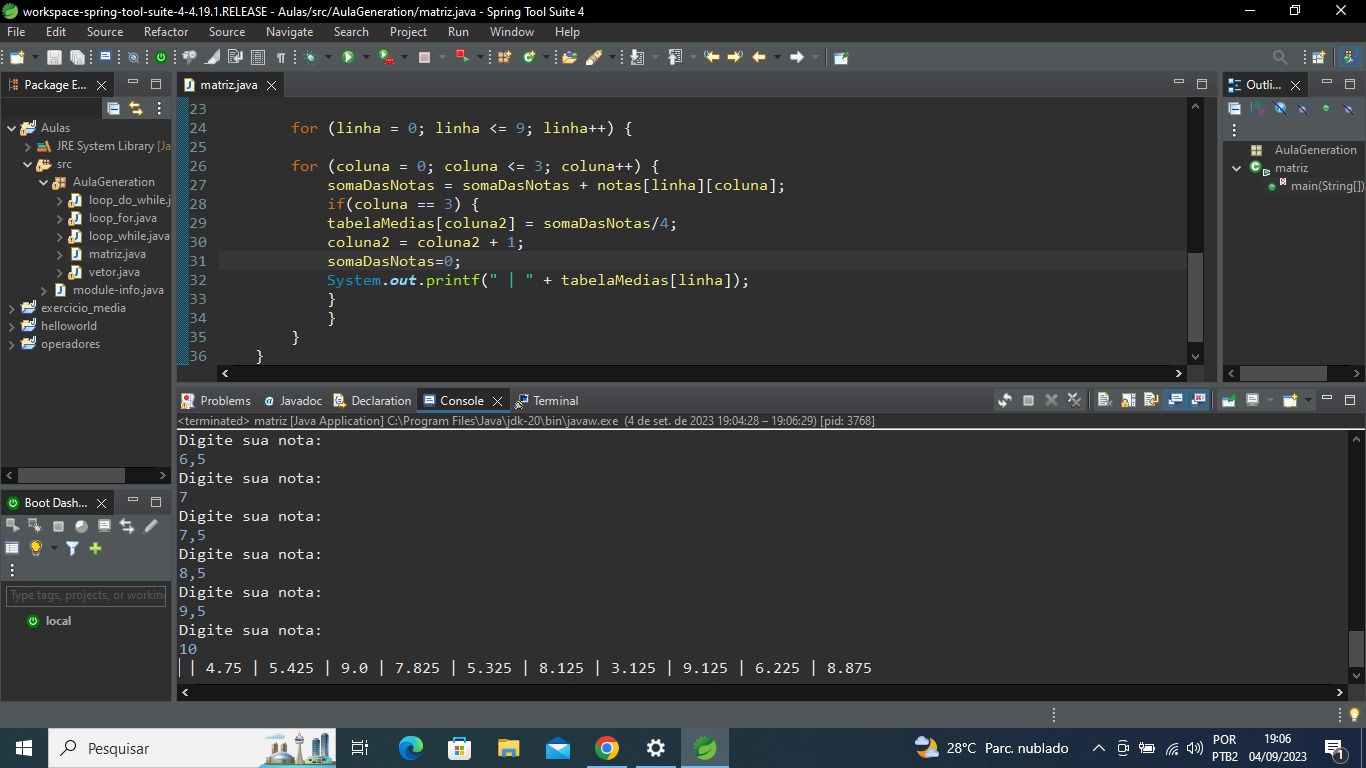 workspace-spring-tool-suite-4-4.19.1.RELEASE - Aulas/src/AulaGeneration/matriz.java - Spring Tool Suite 4
File Edit Source Refactor Source Navigate Search Project Run Window Help
Package E...
Aulas
JRE System Library [Ja
src
AulaGeneration
loop_do_while.j
loop_for.java
loop_while.java
matriz.java
vetor.java
module-info.java
exercicio_media
helloworld
operadores
Boot Dash...
Type tags, projects, or workin
local
matriz.java
23
24 for (linha = 0; linha <= 9; linha++) {
25
26 for (coluna = 0; coluna <= 3; coluna++) {
27 somaDasNotas = somaDasNotas + notas[linha][coluna];
28 if(coluna == 3) {
29 tabelaMedias[coluna2] = somaDasNotas/4;
30 coluna2 = coluna2 + 1;
31 somaDasNotas=0;
32 System.out.printf(" | " + tabelaMedias[linha]);
33 }
34 }
35 }
36 }
Outli...
AulaGeneration
matriz
main(String[])
Problems Javadoc Declaration Console Terminal
<terminated> matriz [Java Application] C:\Program Files\Java\jdk-20\bin\javaw.exe (4 de set. de 2023 19:04:28 – 19:06:29) [pid: 3768]
Digite sua nota:
6,5
Digite sua nota:
7
Digite sua nota:
7,5
Digite sua nota:
8,5
Digite sua nota:
9,5
Digite sua nota:
10
| 4.75 | 5.425 | 9.0 | 7.825 | 5.325 | 8.125 | 3.125 | 9.125 | 6.225 | 8.875
Pesquisar
28°C Parc. nublado
POR
PTB2
19:06
04/09/2023
1